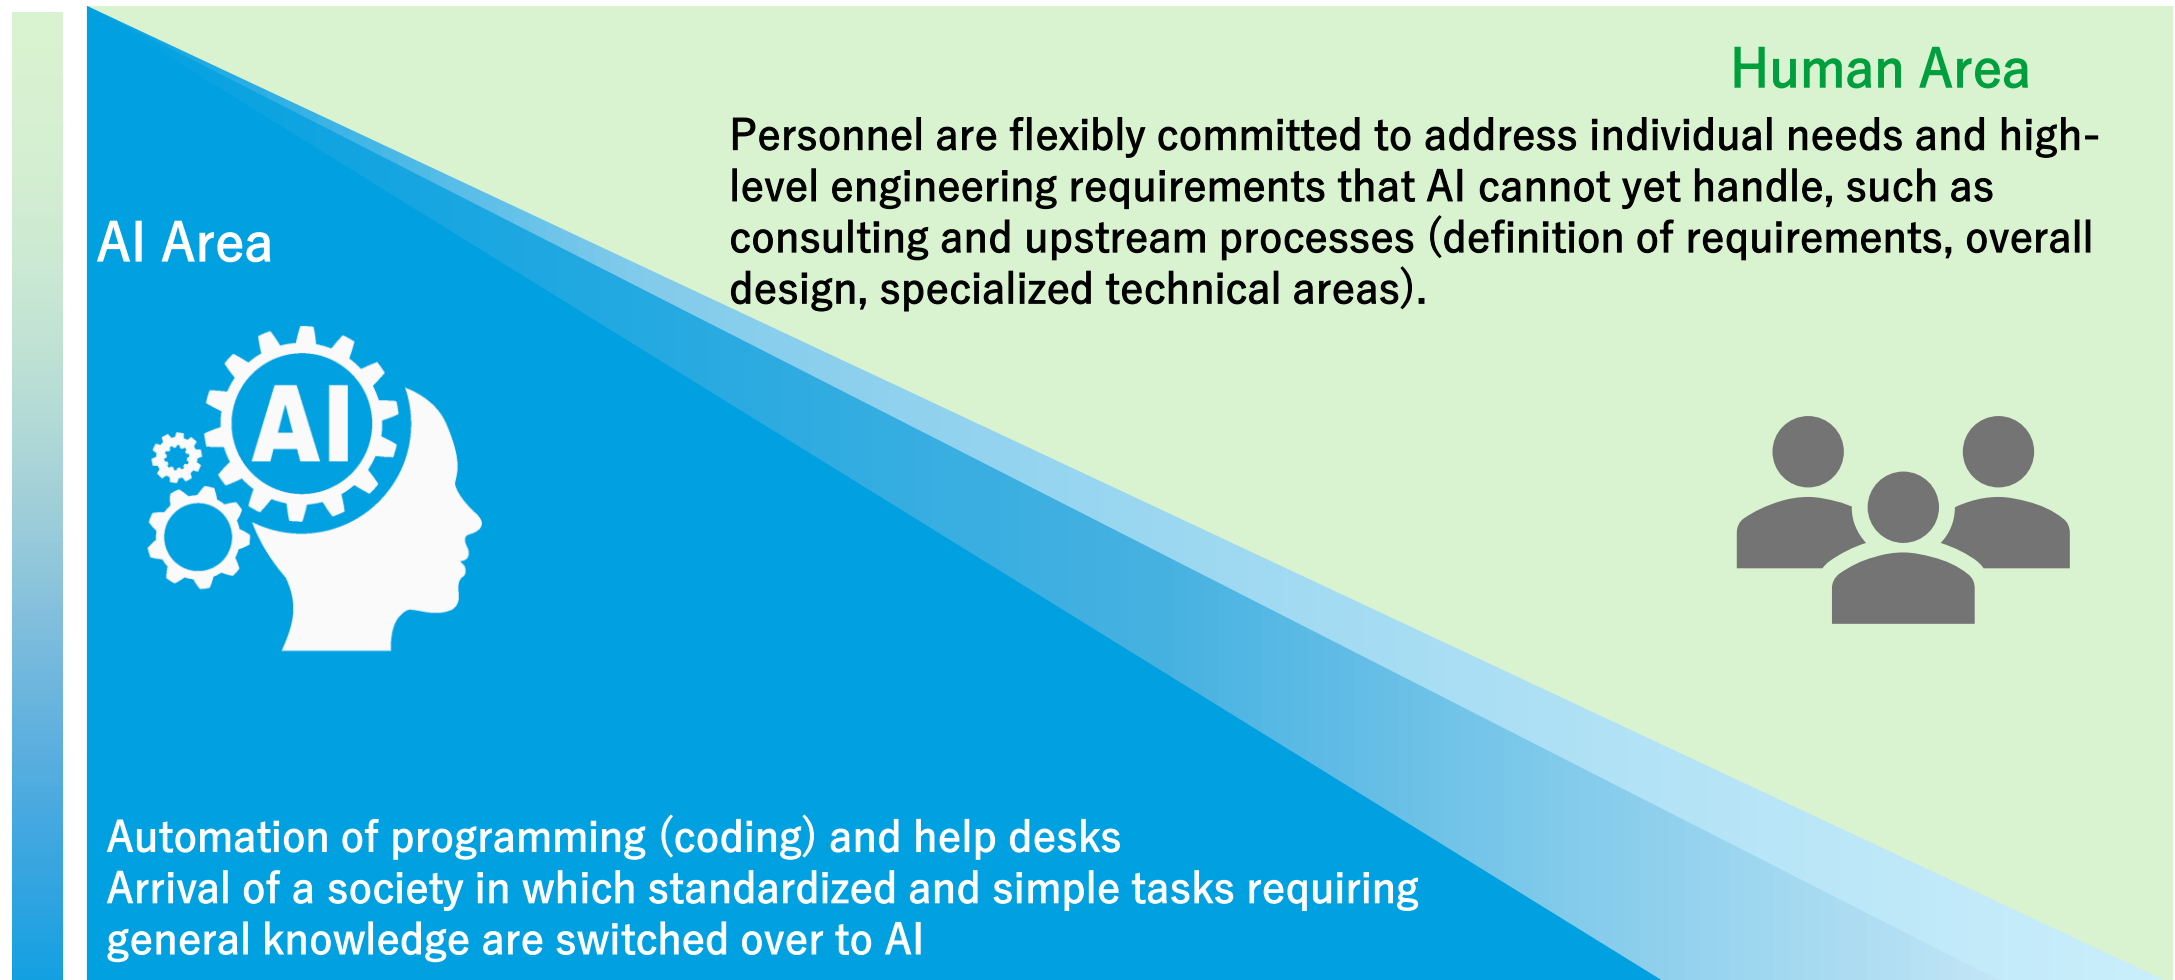 Human Area
Personnel are flexibly committed to address individual needs and high-
level engineering requirements that AI cannot yet handle, such as
consulting and upstream processes (definition of requirements, overall
design, specialized technical areas).
AI Area
AI
Automation of programming (coding) and help desks
Arrival of a society in which standardized and simple tasks requiring
general knowledge are switched over to AI